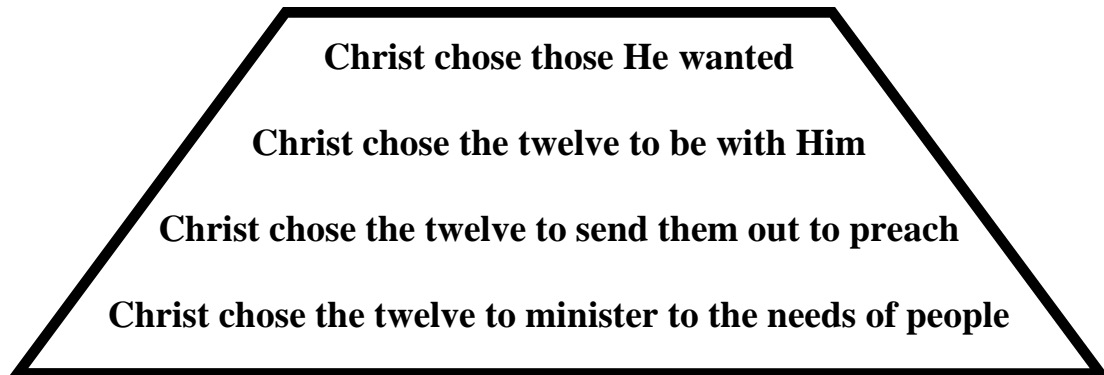 Christ chose those He wanted
Christ chose the twelve to be with Him
Christ chose the twelve to send them out to preach
Christ chose the twelve to minister to the needs of people